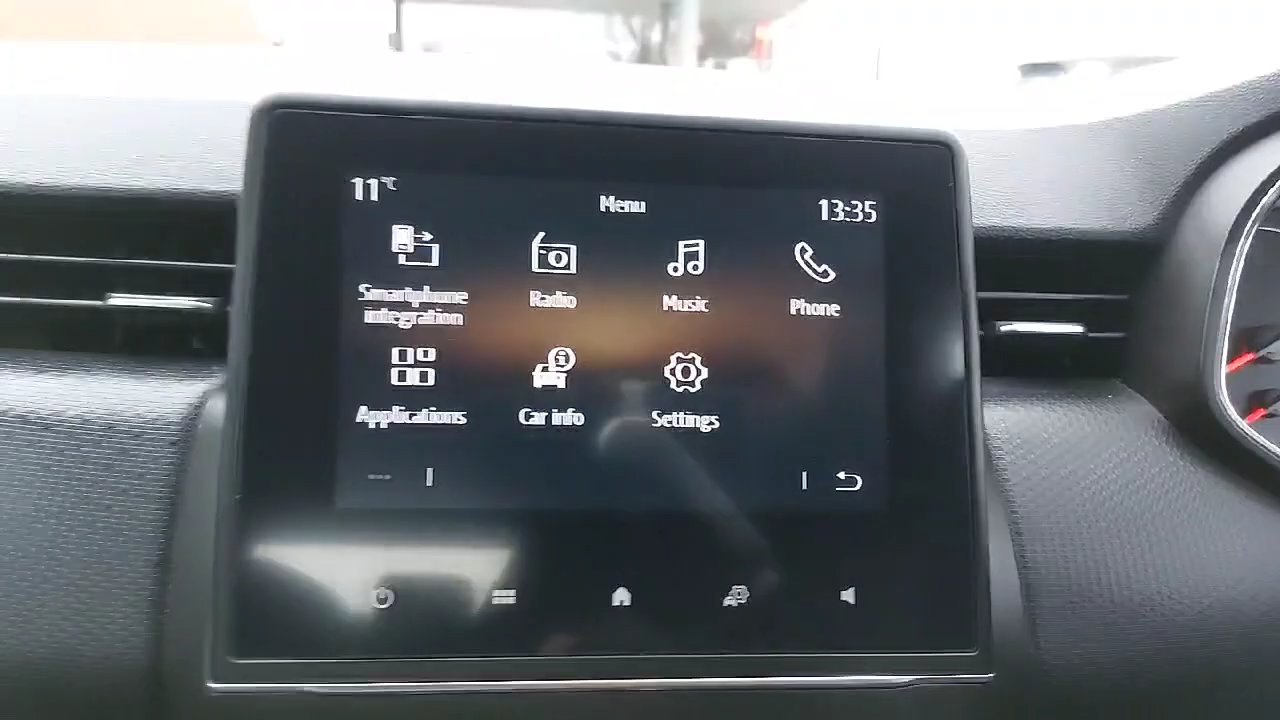 11°C
Menu
13:35
Smartphone
integration
Radio
Music
Phone
Applications
Car info
Settings